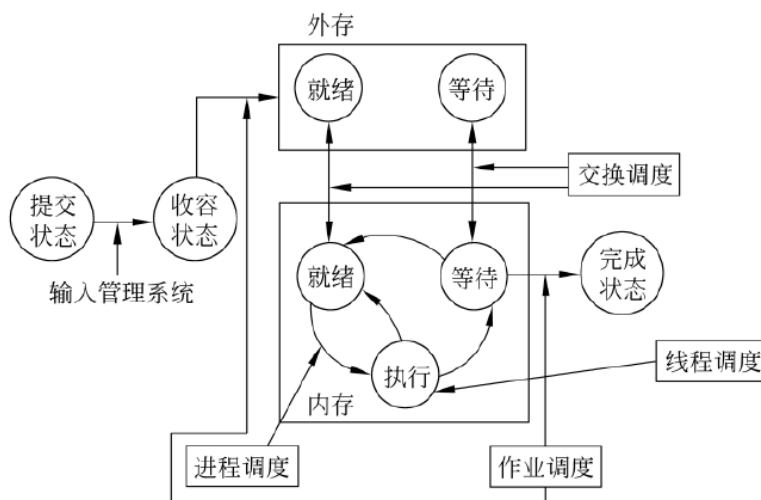 外存
就绪
等待
交换调度
提交
状态
收容
状态
输入管理系统
就绪
等待
完成
状态
执行
线程调度
内存
进程调度
作业调度